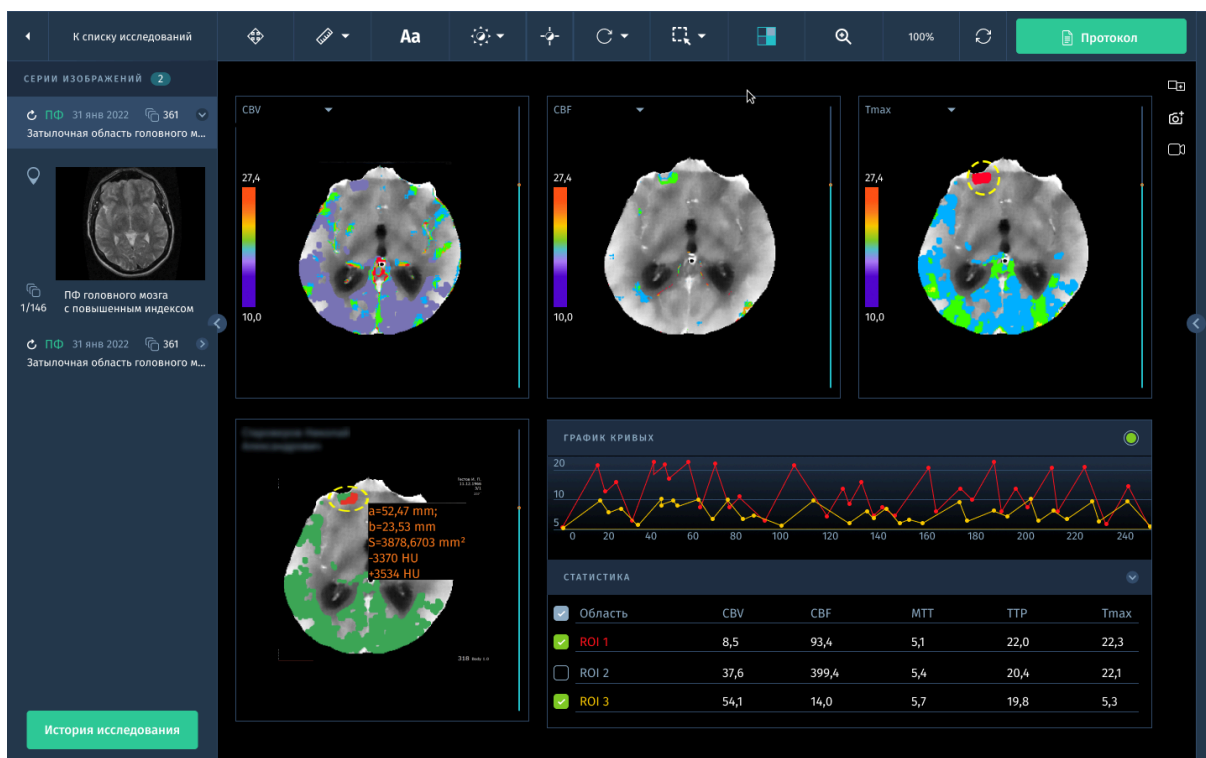 К списку исследований
Aa
100%
Протокол
СЕРИИ ИЗОБРАЖЕНИЙ 2
ПФ 31 янв 2022 361
Затылочная область головного м...
1/146
ПФ головного мозга
с повышенным индексом
ПФ 31 янв 2022 361
Затылочная область головного м...
История исследования
CBV
27,4
10,0
CBF
27,4
10,0
Tmax
27,4
10,0
a=52,47 mm;
b=23,53 mm
S=3878,6703 mm²
-3370 HU
+3534 HU
318 Body 1.0
ГРАФИК КРИВЫХ
20
10
5
0 20 40 60 80 100 120 140 160 180 200 220 240
СТАТИСТИКА
Область CBV CBF MTT TTP Tmax
ROI 1 8,5 93,4 5,1 22,0 22,3
ROI 2 37,6 399,4 5,4 20,4 22,1
ROI 3 54,1 14,0 5,7 19,8 5,3